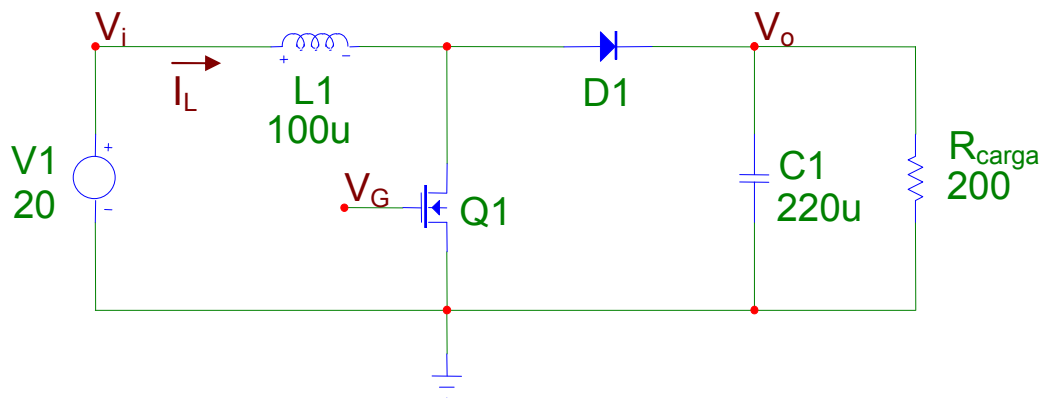 Vi
Vo
+ −
IL
L1
100u
D1
V1
20
+
−
VG
Q1
C1
220u
Rcarga
200